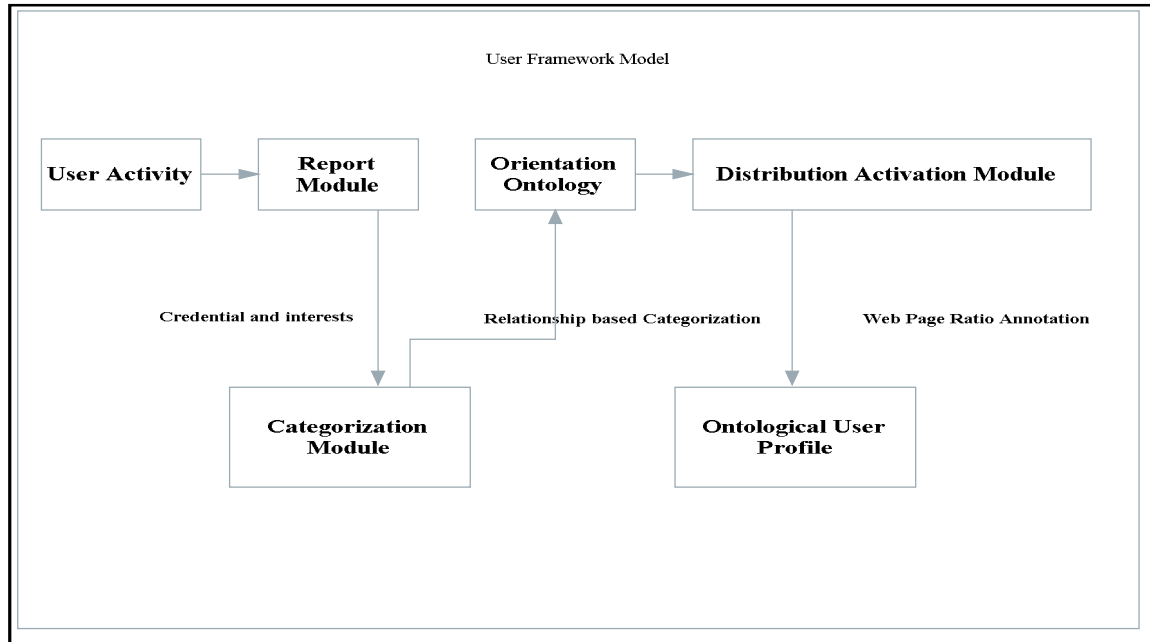 User Framework Model
User Activity
Report
Module
Orientation
Ontology
Distribution Activation Module
Credential and interests
Relationship based Categorization
Web Page Ratio Annotation
Categorization
Module
Ontological User
Profile